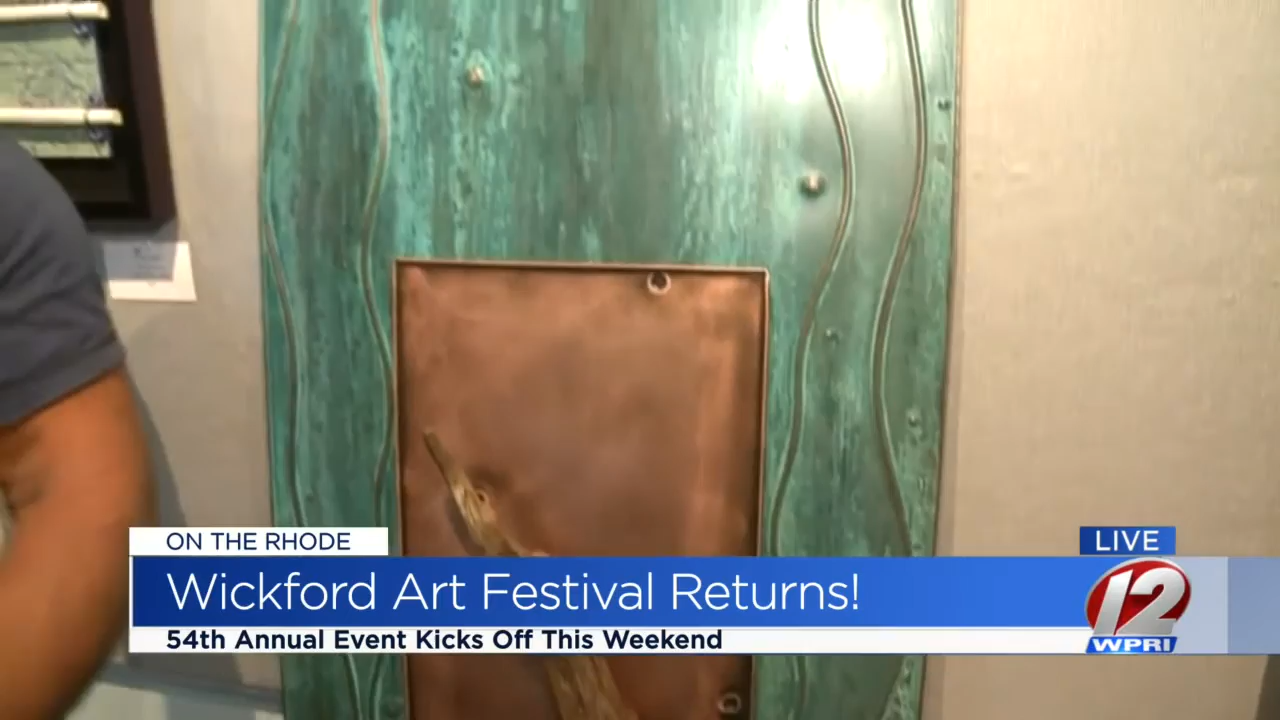 ON THE RHODE
LIVE
Wickford Art Festival Returns!
54th Annual Event Kicks Off This Weekend
12
WPRI